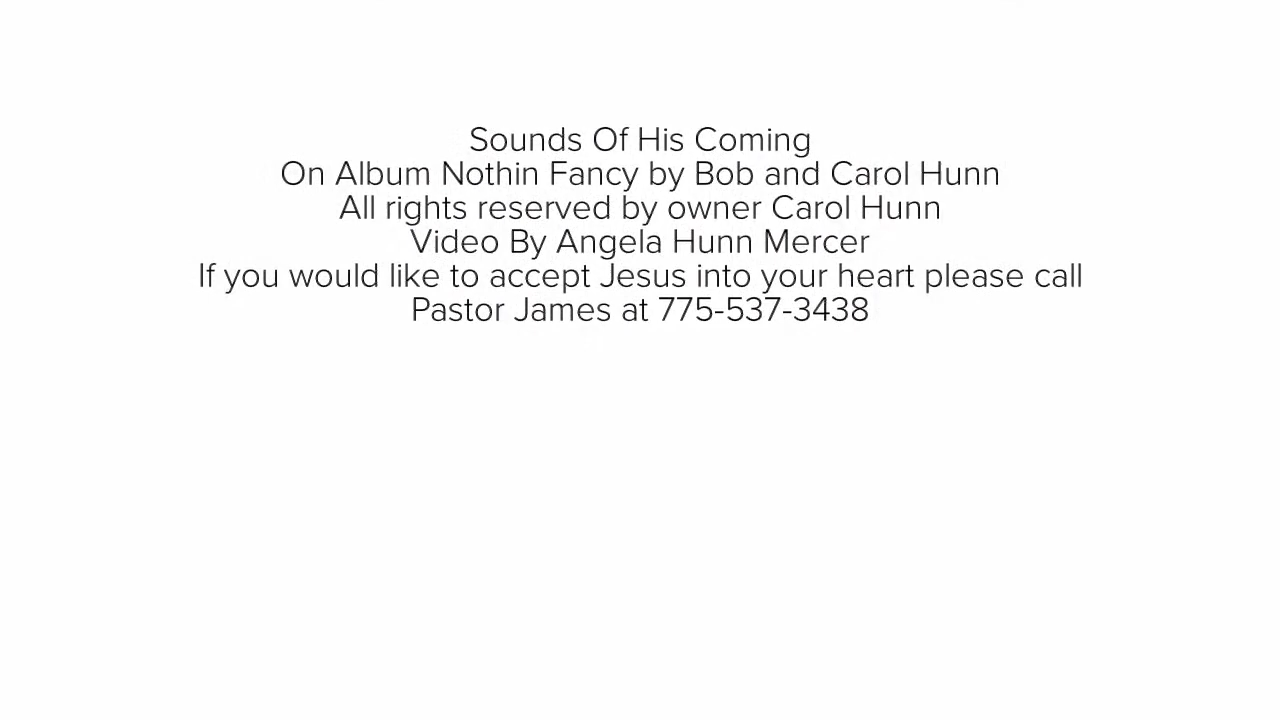 Sounds Of His Coming
On Album Nothin Fancy by Bob and Carol Hunn
All rights reserved by owner Carol Hunn
Video By Angela Hunn Mercer
If you would like to accept Jesus into your heart please call
Pastor James at 775-537-3438